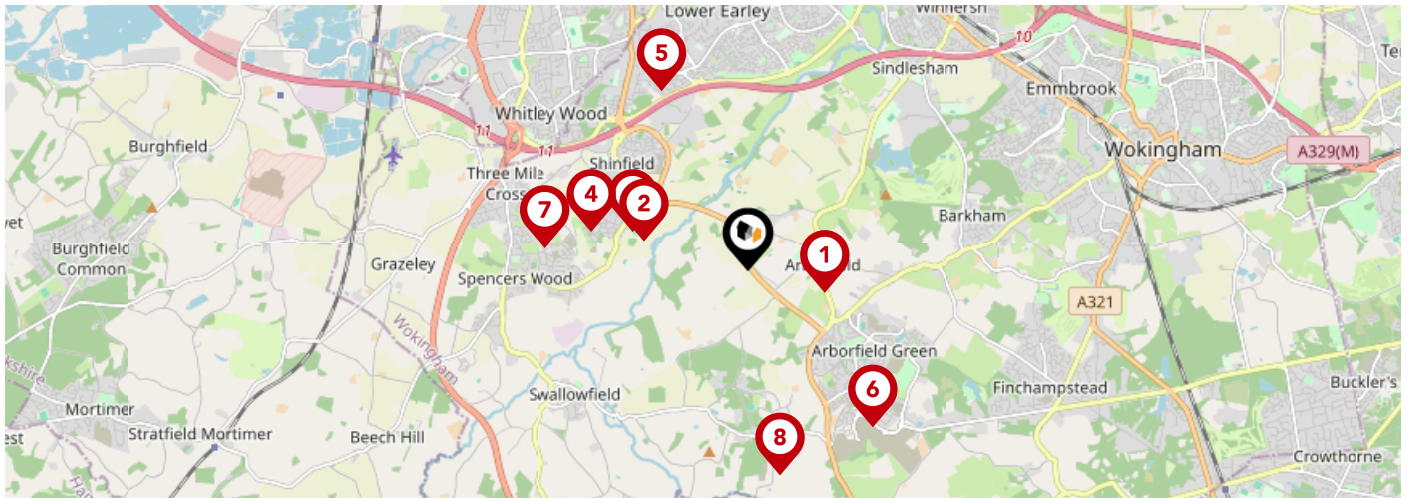 Lower Earley
Winnersh
10
5
Sindlesham
Emmbrook
Whitley Wood
11
11
Wokingham
A329(M)
Burghfield
Shinfield
Three Mile
Cross
4
2
7
1
Barkham
Burghfield
Common
Grazeley
Spencers Wood
A321
Wokingham
Arborfield Green
6
Finchampstead
Buckler's
Swallowfield
Mortimer
Stratfield Mortimer
Beech Hill
8
Crowthorne